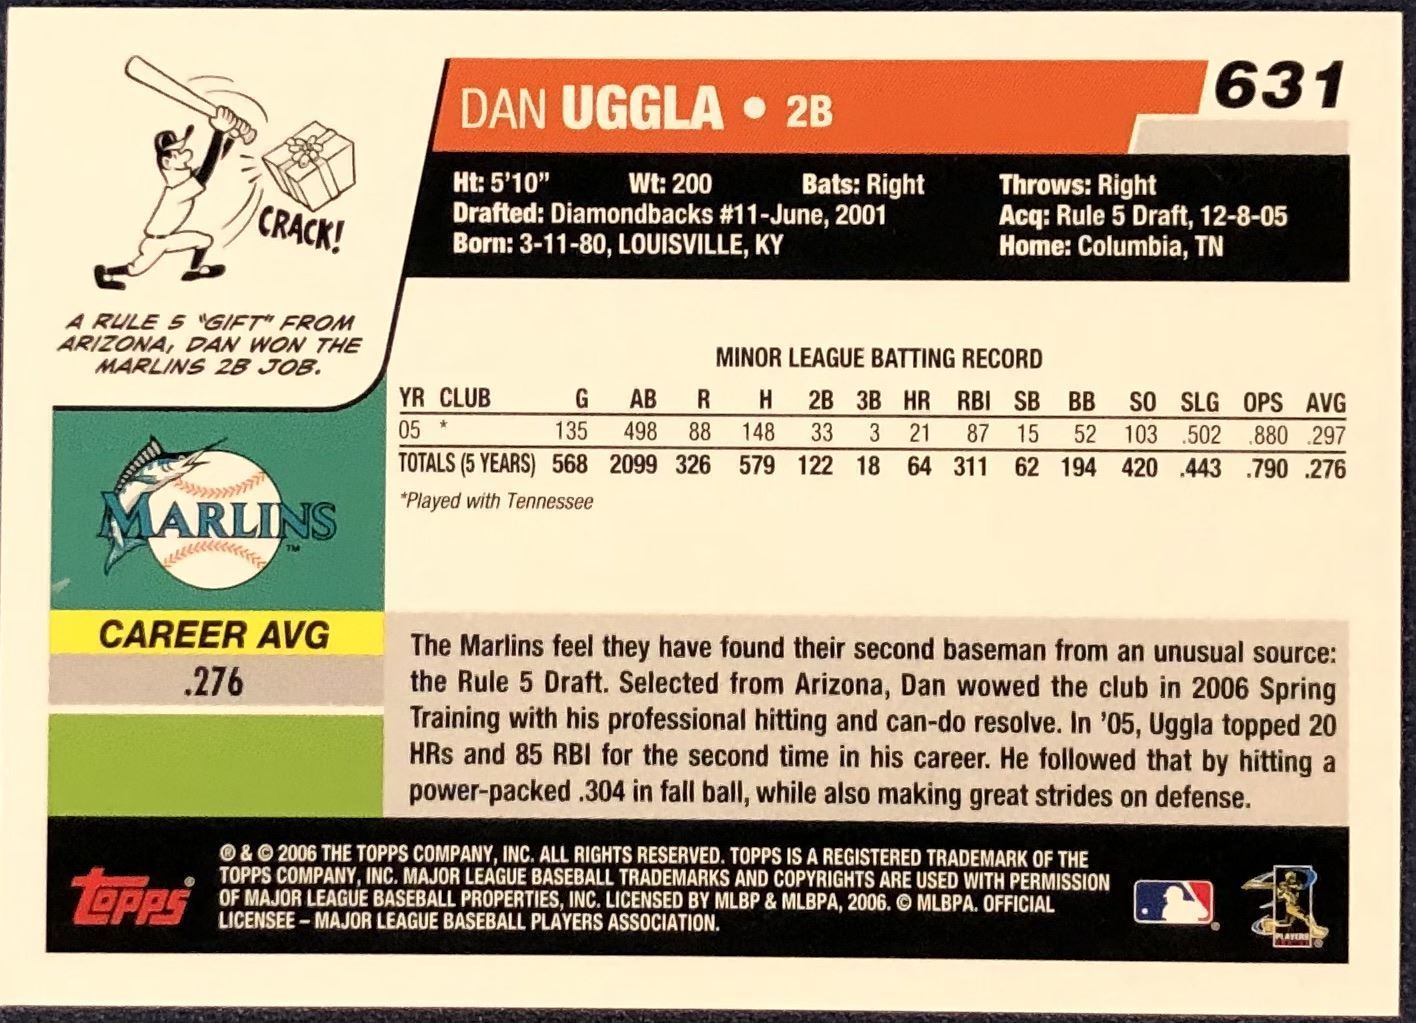 631
DAN UGGLA • 2B
Ht: 5'10" Wt: 200 Bats: Right Throws: Right
Drafted: Diamondbacks #11-June, 2001 Acq: Rule 5 Draft, 12-8-05
Born: 3-11-80, LOUISVILLE, KY Home: Columbia, TN
CRACK!
A RULE 5 "GIFT" FROM
ARIZONA, DAN WON THE
MARLINS 2B JOB.
MINOR LEAGUE BATTING RECORD
YR CLUB G AB R H 2B 3B HR RBI SB BB SO SLG OPS AVG
05 * 135 498 88 148 33 3 21 87 15 52 103 .502 .880 .297
TOTALS (5 YEARS) 568 2099 326 579 122 18 64 311 62 194 420 .443 .790 .276
*Played with Tennessee
MARLINS™
CAREER AVG
.276
The Marlins feel they have found their second baseman from an unusual source:
the Rule 5 Draft. Selected from Arizona, Dan wowed the club in 2006 Spring
Training with his professional hitting and can-do resolve. In '05, Uggla topped 20
HRs and 85 RBI for the second time in his career. He followed that by hitting a
power-packed .304 in fall ball, while also making great strides on defense.
topps®
® & © 2006 THE TOPPS COMPANY, INC. ALL RIGHTS RESERVED. TOPPS IS A REGISTERED TRADEMARK OF THE
TOPPS COMPANY, INC. MAJOR LEAGUE BASEBALL TRADEMARKS AND COPYRIGHTS ARE USED WITH PERMISSION
OF MAJOR LEAGUE BASEBALL PROPERTIES, INC. LICENSED BY MLBP & MLBPA, 2006. © MLBPA. OFFICIAL
LICENSEE – MAJOR LEAGUE BASEBALL PLAYERS ASSOCIATION.
PLAYERS